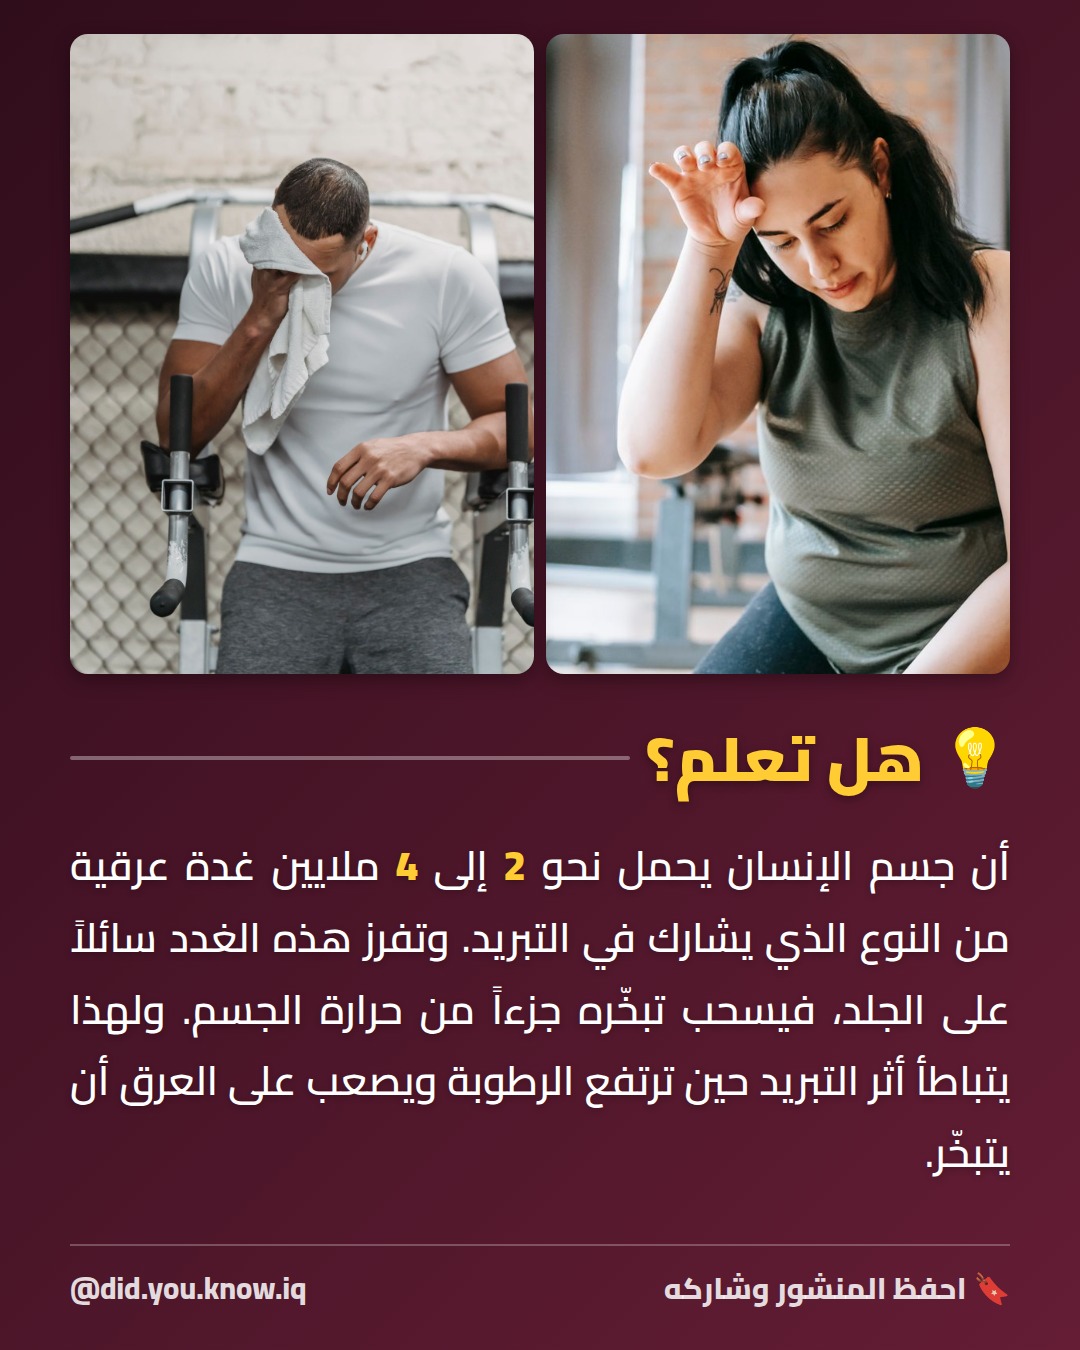 💡 هل تعلم؟
أن جسم الإنسان يحمل نحو 2 إلى 4 ملايين غدة عرقية
من النوع الذي يشارك في التبريد. وتفرز هذه الغدد سائلاً
على الجلد، فيسحب تبخّره جزءاً من حرارة الجسم. ولهذا
يتباطأ أثر التبريد حين ترتفع الرطوبة ويصعب على العرق أن
يتبخّر.
🔖 احفظ المنشور وشاركه
@did.you.know.iq